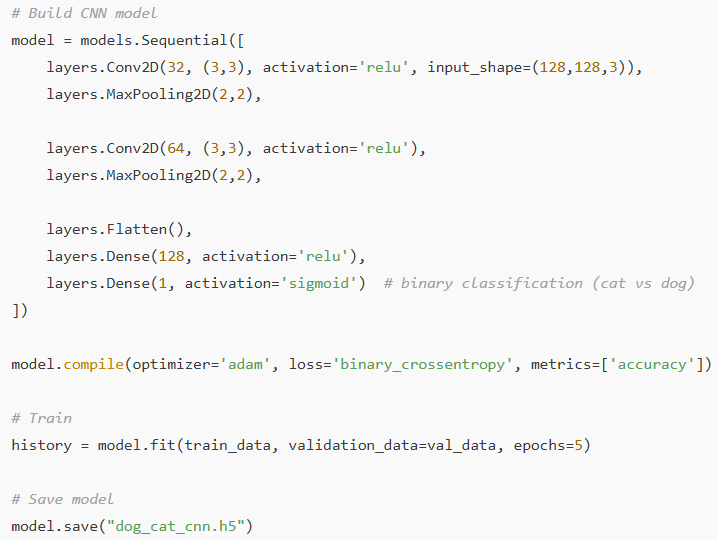 # Build CNN model
model = models.Sequential([
    layers.Conv2D(32, (3,3), activation='relu', input_shape=(128,128,3)),
    layers.MaxPooling2D(2,2),

    layers.Conv2D(64, (3,3), activation='relu'),
    layers.MaxPooling2D(2,2),

    layers.Flatten(),
    layers.Dense(128, activation='relu'),
    layers.Dense(1, activation='sigmoid')  # binary classification (cat vs dog)
])

model.compile(optimizer='adam', loss='binary_crossentropy', metrics=['accuracy'])

# Train
history = model.fit(train_data, validation_data=val_data, epochs=5)

# Save model
model.save("dog_cat_cnn.h5")